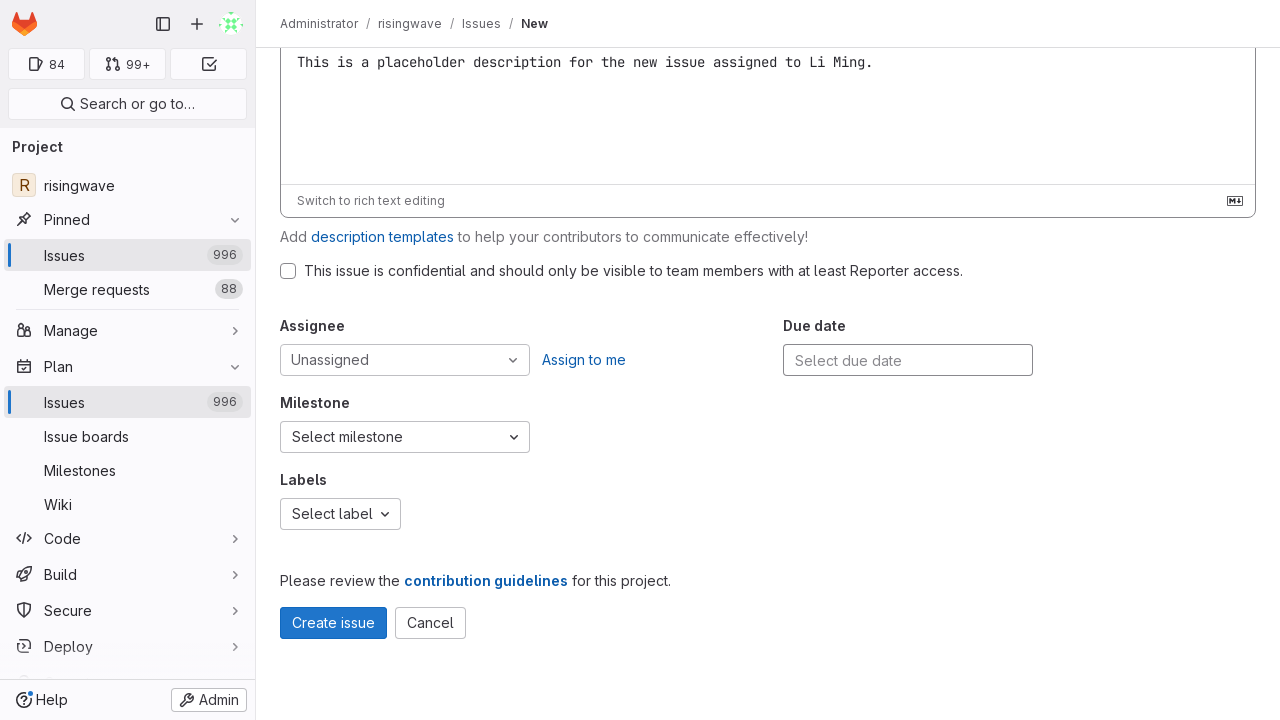 Administrator / risingwave / Issues / New
84
99+
Search or go to…
Project
R risingwave
Pinned
Issues 996
Merge requests 88
Manage
Plan
Issues 996
Issue boards
Milestones
Wiki
Code
Build
Secure
Deploy
Help
Admin
This is a placeholder description for the new issue assigned to Li Ming.
Switch to rich text editing
Add description templates to help your contributors to communicate effectively!
This issue is confidential and should only be visible to team members with at least Reporter access.
Assignee
Unassigned
Assign to me
Due date
Select due date
Milestone
Select milestone
Labels
Select label
Please review the contribution guidelines for this project.
Create issue
Cancel